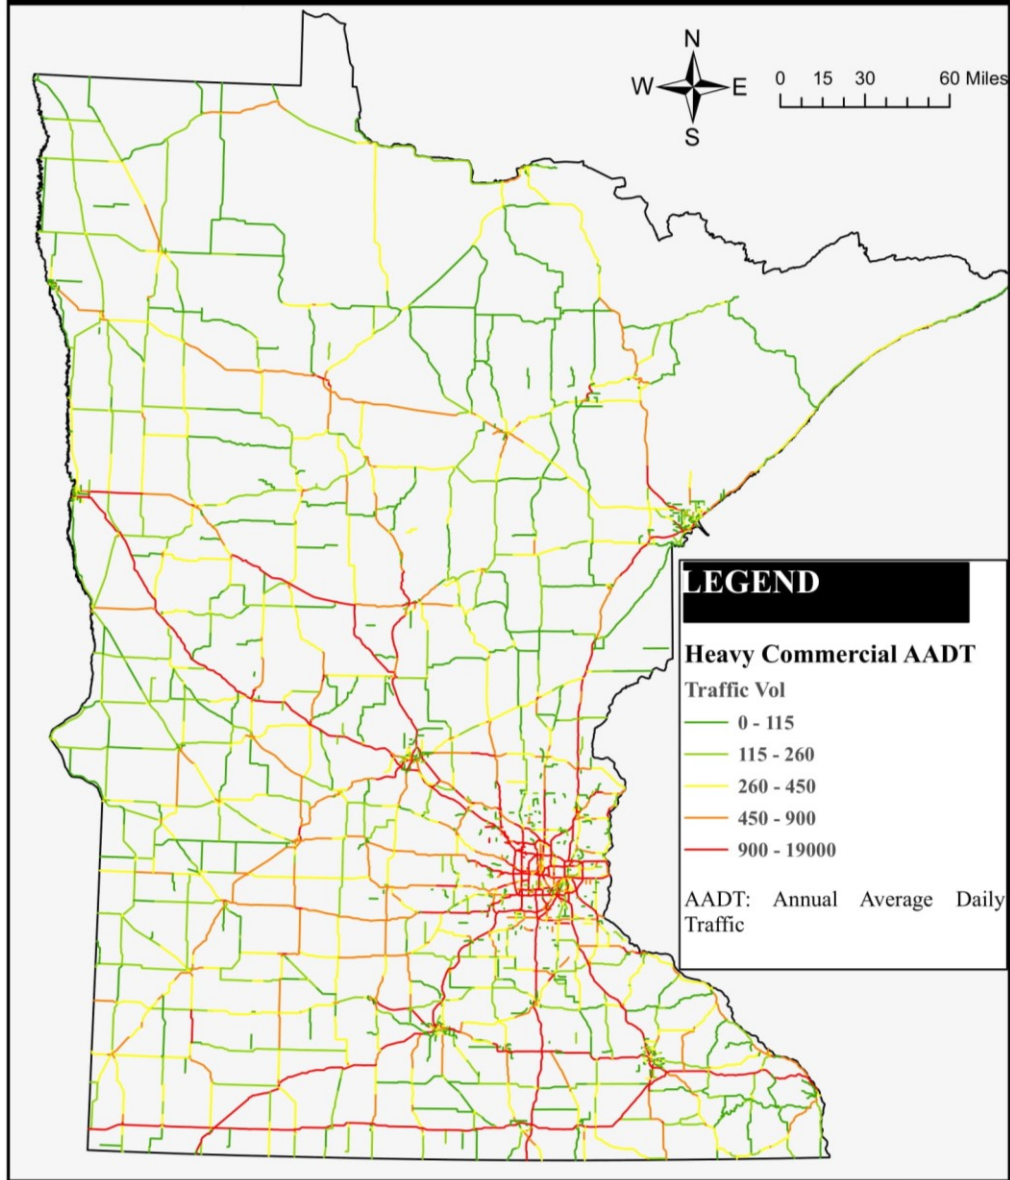 N
W E
S
0 15 30 60 Miles
LEGEND
Heavy Commercial AADT
Traffic Vol
0 - 115
115 - 260
260 - 450
450 - 900
900 - 19000
AADT: Annual Average Daily
Traffic